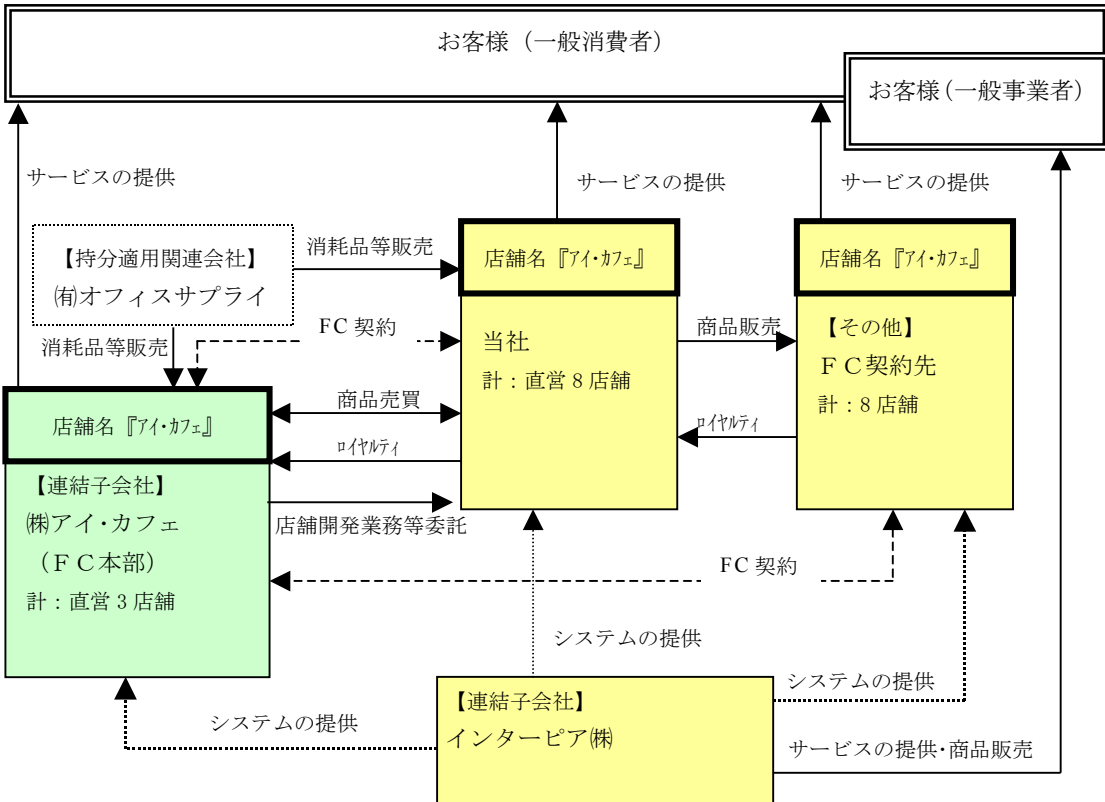 お客様（一般消費者）
お客様（一般事業者）
サービスの提供
サービスの提供
サービスの提供
【持分適用関連会社】
㈲オフィスサプライ
消耗品等販売
店舗名『ｱｲ･ｶﾌｪ』
店舗名『ｱｲ･ｶﾌｪ』
消耗品等販売
FC 契約
当社
計：直営 8 店舗
商品販売
【その他】
ＦＣ契約先
計：8 店舗
店舗名『ｱｲ･ｶﾌｪ』
商品売買
ﾛｲﾔﾙﾃｨ
ﾛｲﾔﾙﾃｨ
【連結子会社】
㈱アイ・カフェ
（ＦＣ本部）
計：直営 3 店舗
店舗開発業務等委託
FC 契約
システムの提供
システムの提供
システムの提供
【連結子会社】
インターピア㈱
サービスの提供・商品販売